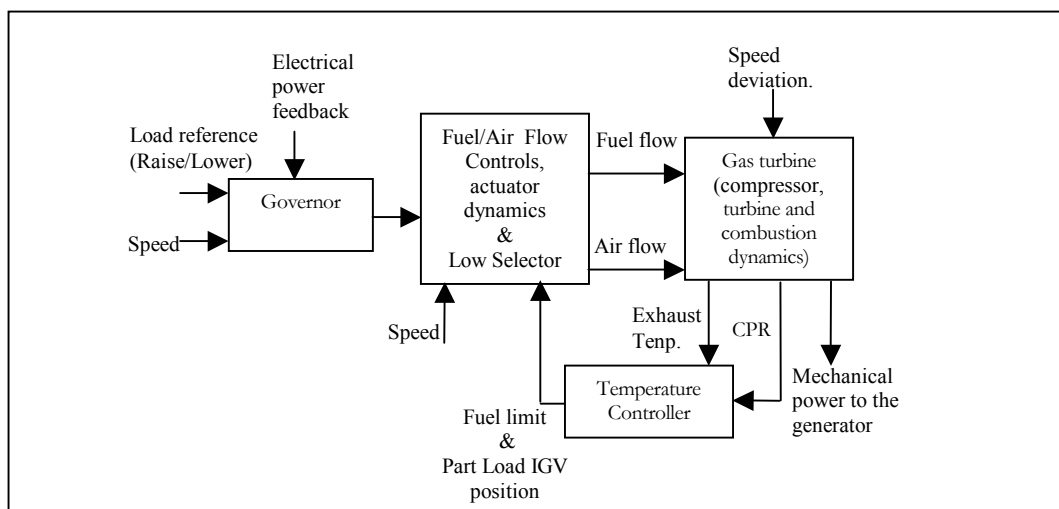 Electrical
power
feedback
Load reference
(Raise/Lower)
Speed
Governor
Fuel/Air Flow
Controls,
actuator
dynamics
&
Low Selector
Speed
Fuel flow
Air flow
Speed
deviation.
Gas turbine
(compressor,
turbine and
combustion
dynamics)
Exhaust
Tenp.
CPR
Mechanical
power to the
generator
Temperature
Controller
Fuel limit
&
Part Load IGV
position